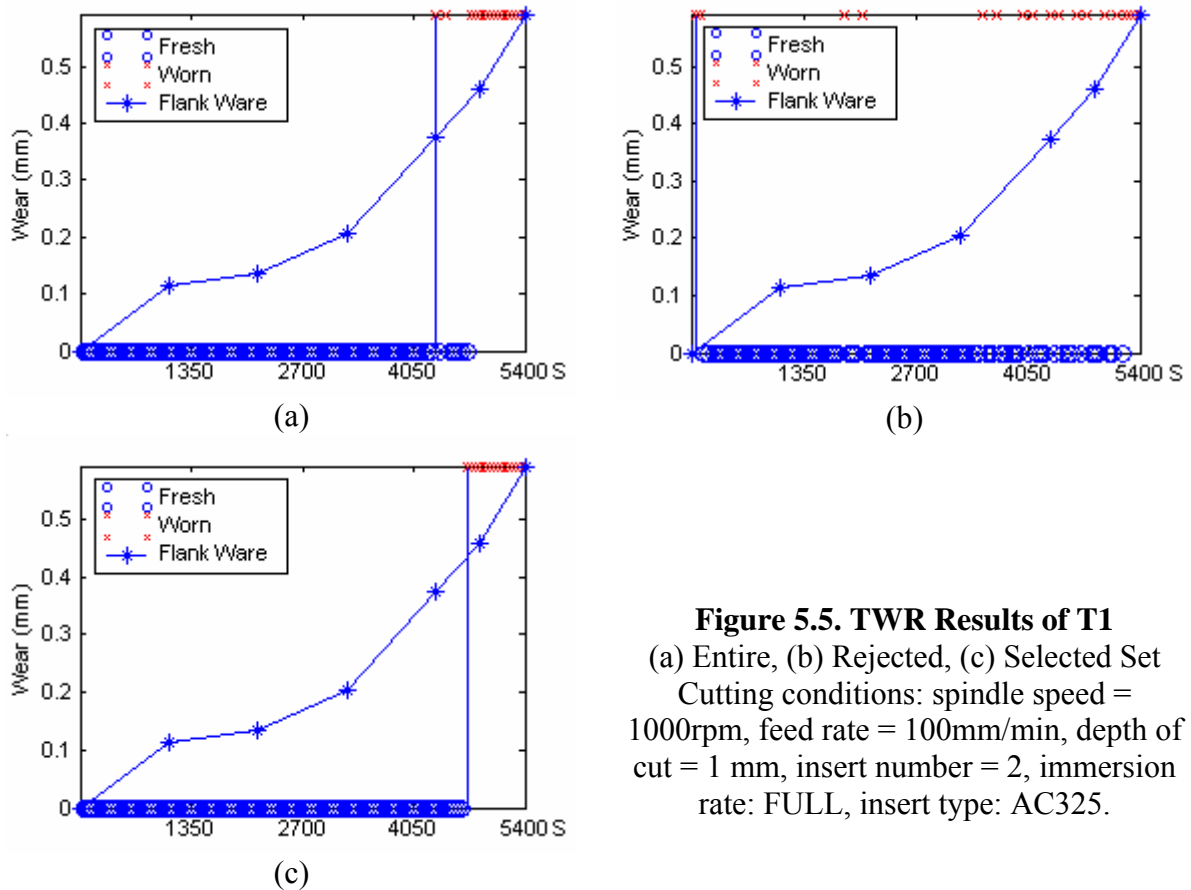 Fresh
Worn
Flank Ware
Wear (mm)
0.5
0.4
0.3
0.2
0.1
0
1350
2700
4050
5400 S
(a)
Fresh
Worn
Flank Ware
Wear (mm)
0.5
0.4
0.3
0.2
0.1
0
1350
2700
4050
5400 S
(b)
Fresh
Worn
Flank Ware
Wear (mm)
0.5
0.4
0.3
0.2
0.1
0
1350
2700
4050
5400 S
(c)
Figure 5.5. TWR Results of T1
(a) Entire, (b) Rejected, (c) Selected Set
Cutting conditions: spindle speed =
1000rpm, feed rate = 100mm/min, depth of
cut = 1 mm, insert number = 2, immersion
rate: FULL, insert type: AC325.